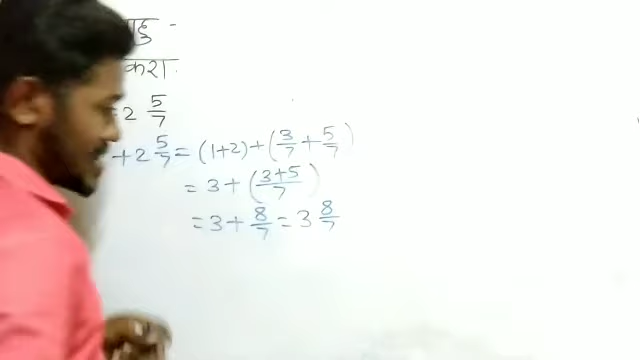 करा.
2 5/7
+ 2 5/7 = (1+2) + (3/7 + 5/7)
= 3 + (3+5/7)
= 3 + 8/7 = 3 8/7